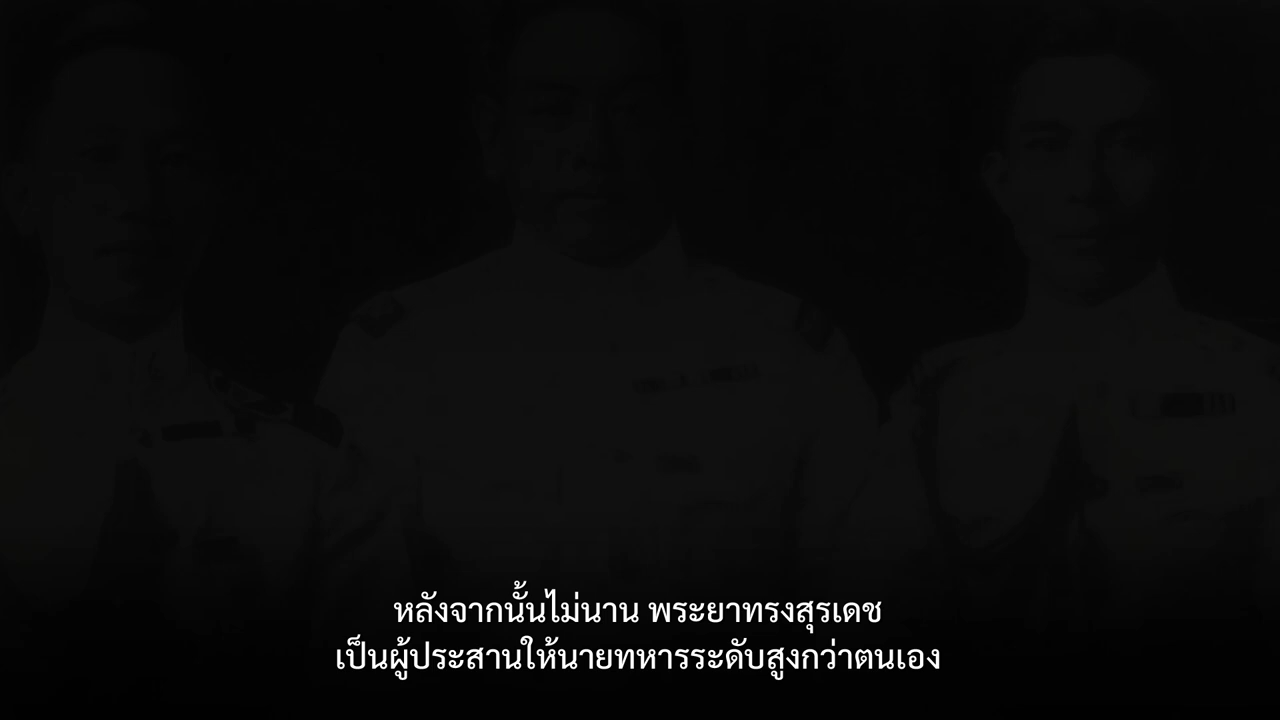 หลังจากนั้นไม่นาน พระยาทรงสุรเดช
เป็นผู้ประสานให้นายทหารระดับสูงกว่าตนเอง